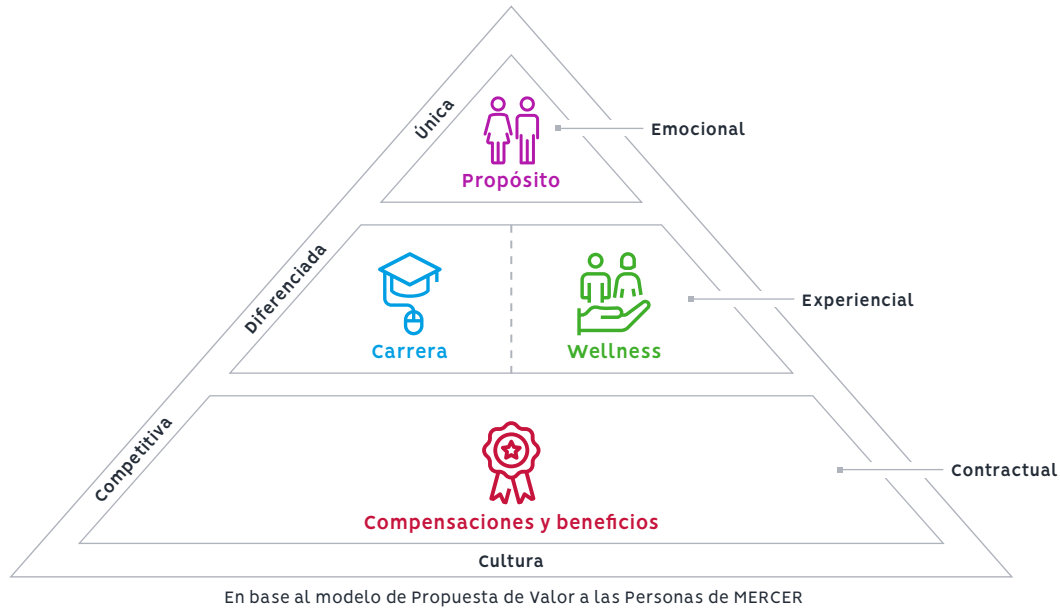 Única
Emocional
Propósito
Diferenciada
Experiencial
Carrera
Wellness
Competitiva
Contractual
Compensaciones y beneficios
Cultura
En base al modelo de Propuesta de Valor a las Personas de MERCER